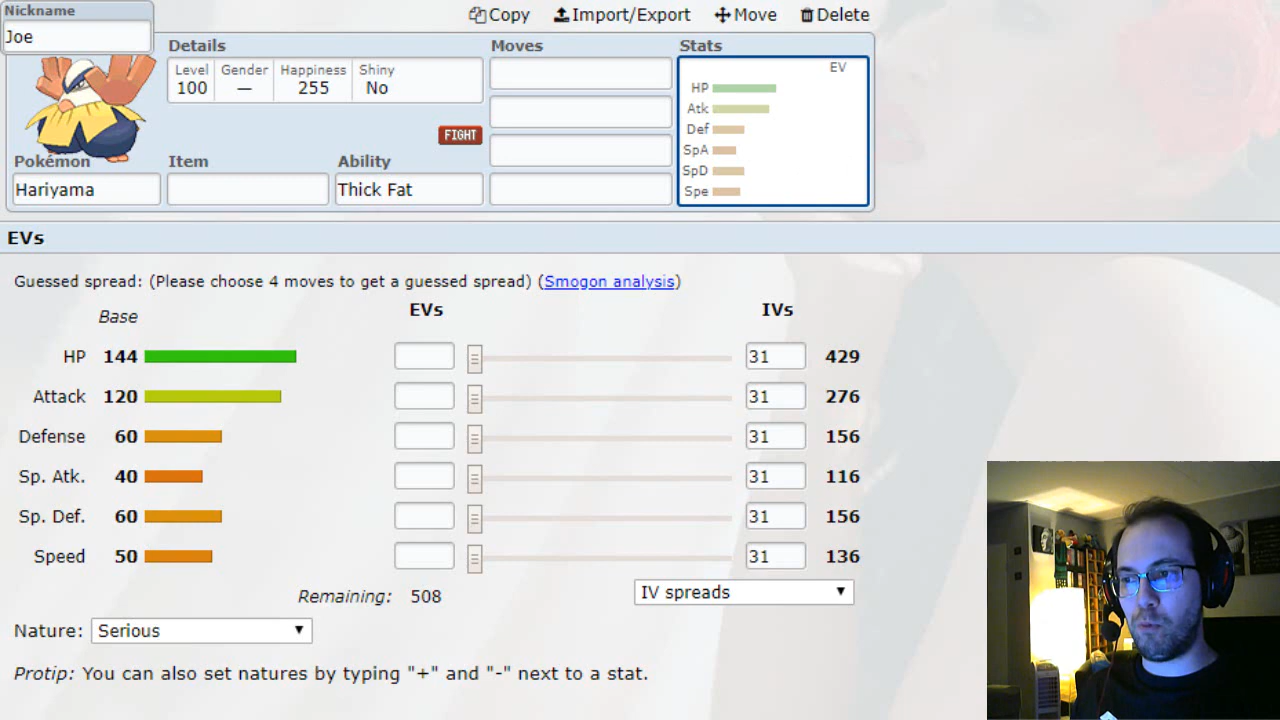 Nickname
Copy Import/Export Move Delete
Joe
Details Moves Stats
Level Gender Happiness Shiny EV
100 — 255 No
HP
Atk
Def
FIGHT
SpA
Pokémon Item Ability
SpD
Hariyama Thick Fat
Spe
EVs
Guessed spread: (Please choose 4 moves to get a guessed spread) (Smogon analysis)
Base EVs IVs
HP 144 31 429
Attack 120 31 276
Defense 60 31 156
Sp. Atk. 40 31 116
Sp. Def. 60 31 156
Speed 50 31 136
Remaining: 508 IV spreads
Nature: Serious
Protip: You can also set natures by typing "+" and "-" next to a stat.